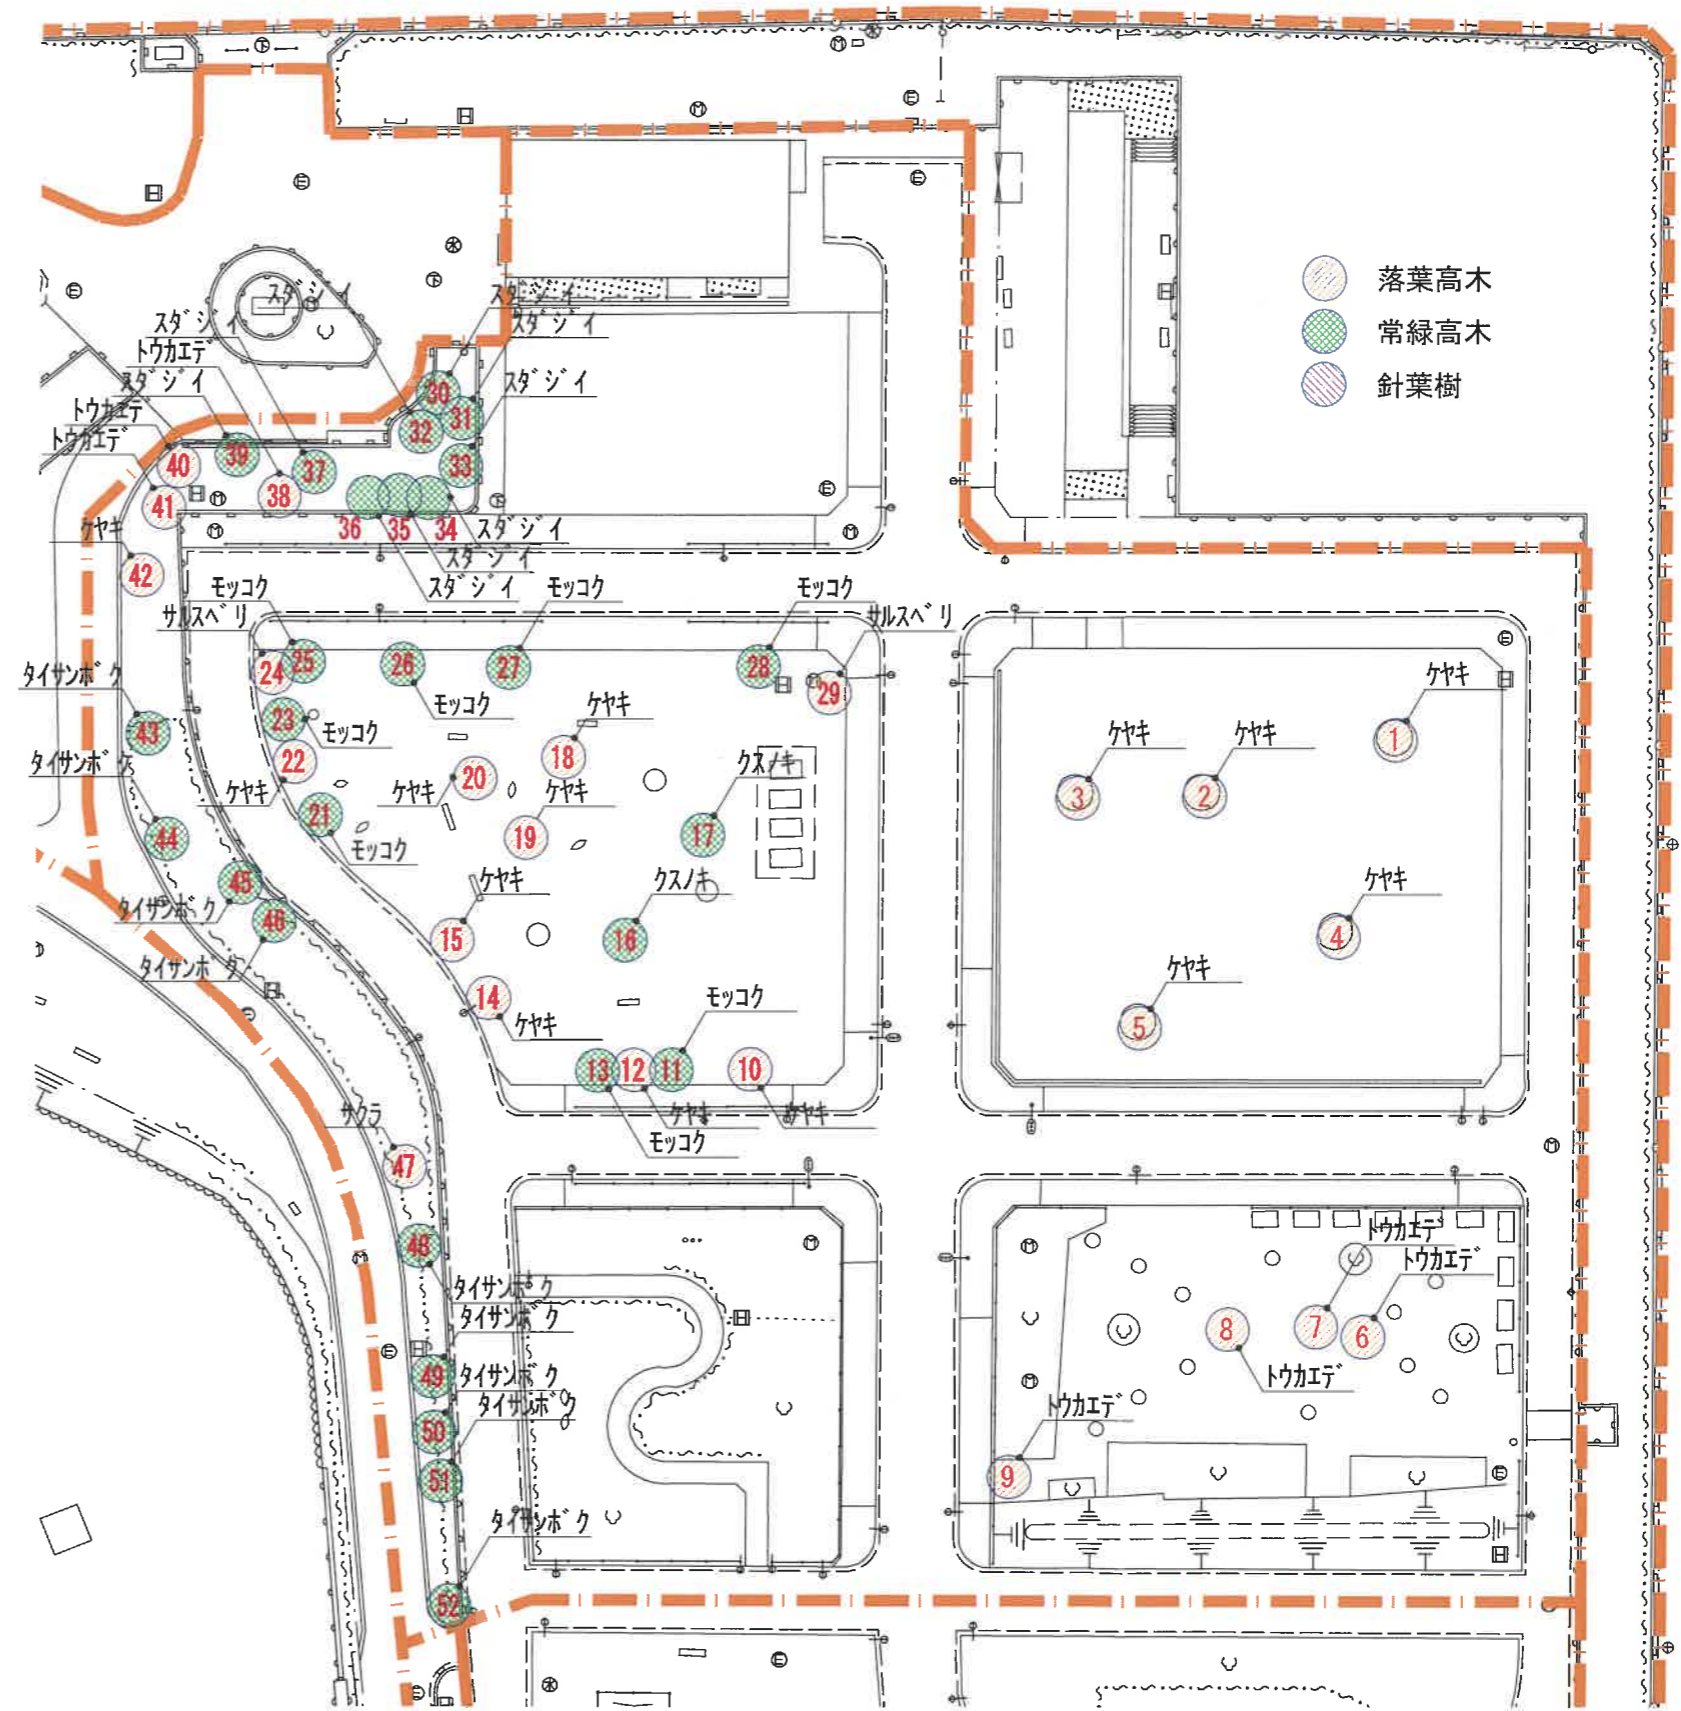 落葉高木
常緑高木
針葉樹
スダジイ
スダジイ
スダジイ
スダジイ
トウカエデ
スダジイ
スダジイ
トウカエデ
トウカエデ
30
31
32
33
39
37
40
38
41
36
35
34
スダジイ
スダジイ
スダジイ
ケヤキ
42
モッコク
モッコク
モッコク
サルスベリ
サルスベリ
25
26
27
28
24
29
タイサンボク
モッコク
ケヤキ
ケヤキ
23
モッコク
43
ケヤキ
ケヤキ
1
18
22
クスノキ
タイサンボク
20
ケヤキ
ケヤキ
ケヤキ
3
2
21
19
17
44
モッコク
ケヤキ
クスノキ
ケヤキ
45
タイサンボク
46
15
16
4
タイサンボク
ケヤキ
14
モッコク
ケヤキ
5
13
12
11
10
ケヤキ
ケヤキ
サクラ
モッコク
47
トウカエデ
48
トウカエデ
タイサンボク
タイサンボク
8
7
6
49
タイサンボク
トウカエデ
タイサンボク
トウカエデ
50
51
9
タイサンボク
52